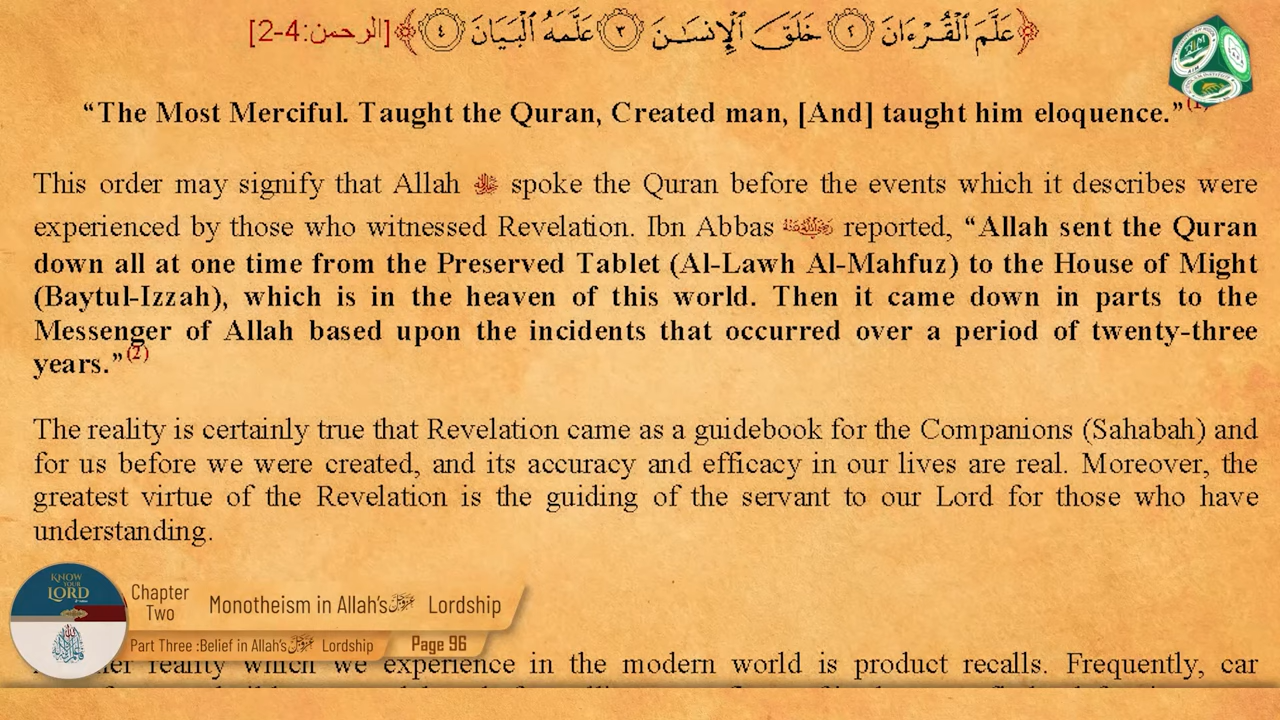 ﴿عَلَّمَ ٱلۡقُرۡءَانَ ٢ خَلَقَ ٱلۡإِنسَٰنَ ٣ عَلَّمَهُ ٱلۡبَيَانَ ٤﴾ [الرحمن:4-2]
“The Most Merciful. Taught the Quran, Created man, [And] taught him eloquence.”
This order may signify that Allah ﷻ spoke the Quran before the events which it describes were
experienced by those who witnessed Revelation. Ibn Abbas reported, “Allah sent the Quran
down all at one time from the Preserved Tablet (Al-Lawh Al-Mahfuz) to the House of Might
(Baytul-Izzah), which is in the heaven of this world. Then it came down in parts to the
Messenger of Allah based upon the incidents that occurred over a period of twenty-three
years.”(2)
The reality is certainly true that Revelation came as a guidebook for the Companions (Sahabah) and
for us before we were created, and its accuracy and efficacy in our lives are real. Moreover, the
greatest virtue of the Revelation is the guiding of the servant to our Lord for those who have
understanding.
KNOW
YOUR
LORD
Chapter
Two
Monotheism in Allah's Lordship
Part Three :Belief in Allah's Lordship
Page 96
reality which we experience in the modern world is product recalls. Frequently, car